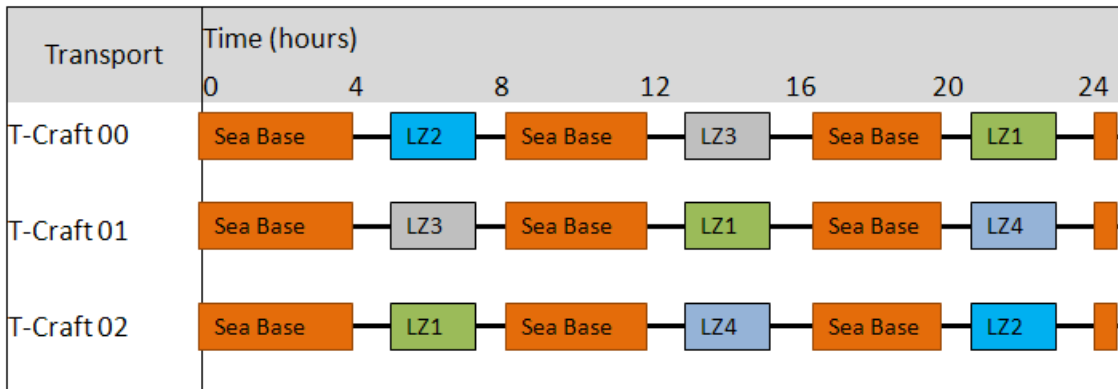 Transport
Time (hours)
0 4 8 12 16 20 24
T-Craft 00 Sea Base LZ2 Sea Base LZ3 Sea Base LZ1
T-Craft 01 Sea Base LZ3 Sea Base LZ1 Sea Base LZ4
T-Craft 02 Sea Base LZ1 Sea Base LZ4 Sea Base LZ2